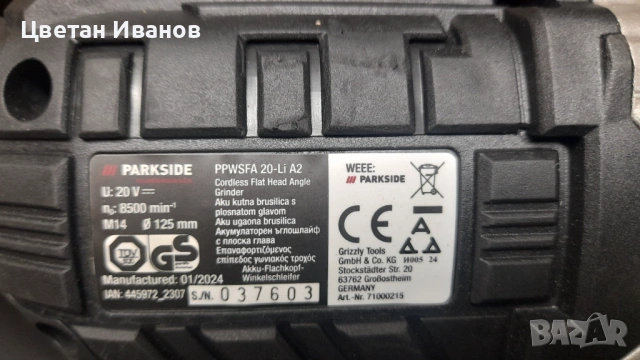 Цветан Иванов
PARKSIDE
U: 20 V
n₀: 8500 min⁻¹
M14 Ø 125 mm
TÜV
GS
Manufactured: 01/2024
IAN: 445972_2307
S/N. 037603
PPWSFA 20-Li A2
Cordless Flat Head Angle
Grinder
Aku kutna brusilica s
plosnatom glavom
Aku ugaona brusilica
Акумулаторен ъглошлайф
с плоска глава
Επαναφορτιζόμενος
επίπεδος γωνιακός τροχός
Akku-Flachkopf-
Winkelschleifer
WEEE:
PARKSIDE
CE
H005 24
Grizzly Tools
GmbH & Co. KG
Stockstädter Str. 20
63762 Großostheim
GERMANY
Art.-Nr. 71000215
BAZAR